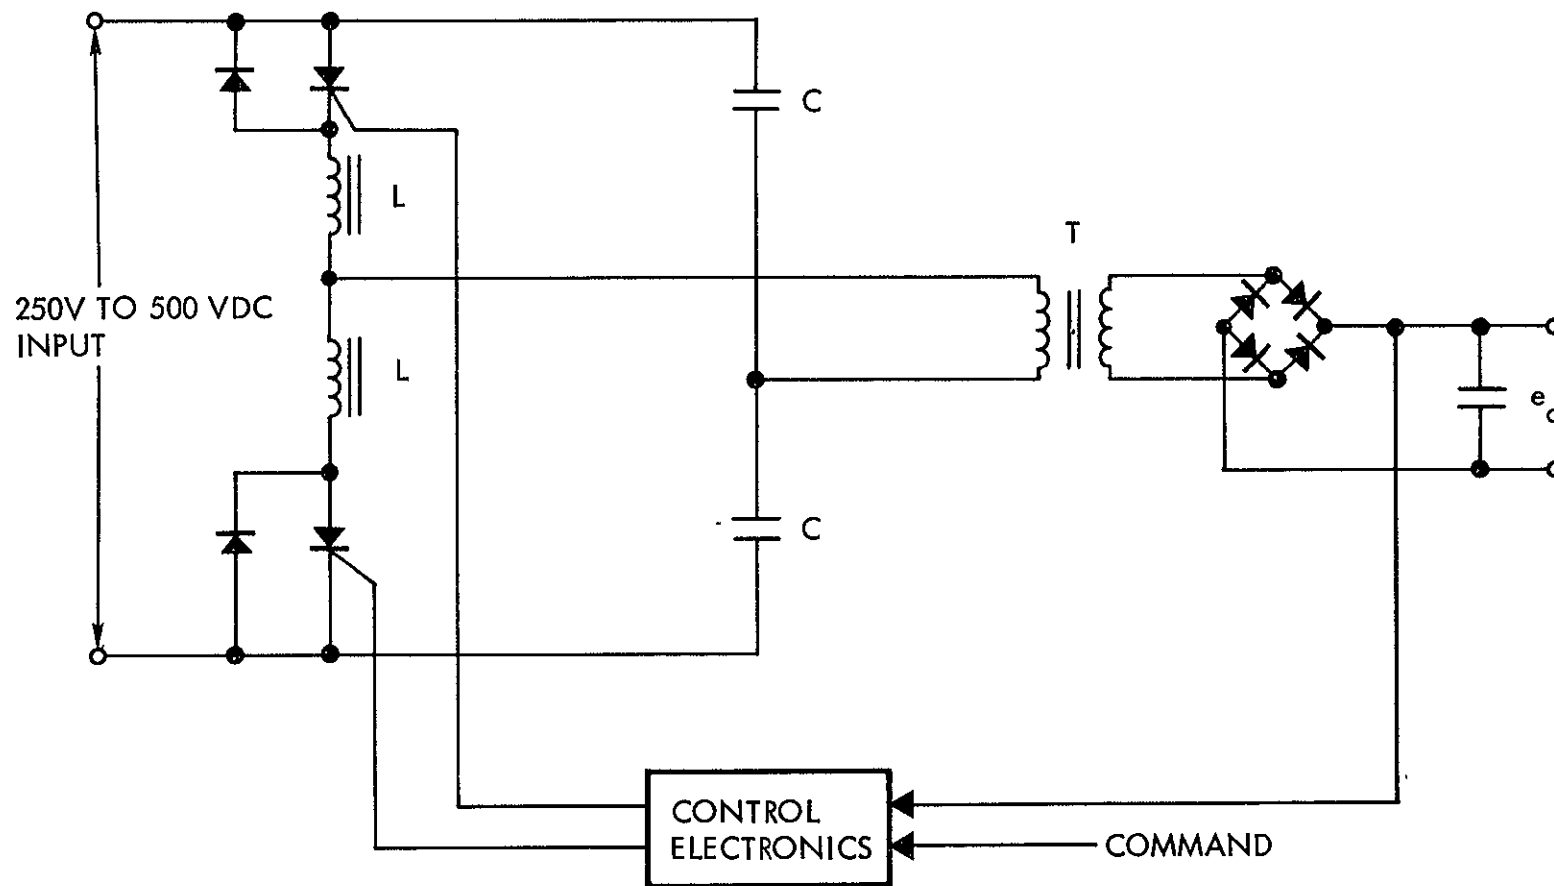 C
L
T
250V TO 500 VDC
INPUT
L
e
C
CONTROL
ELECTRONICS
COMMAND